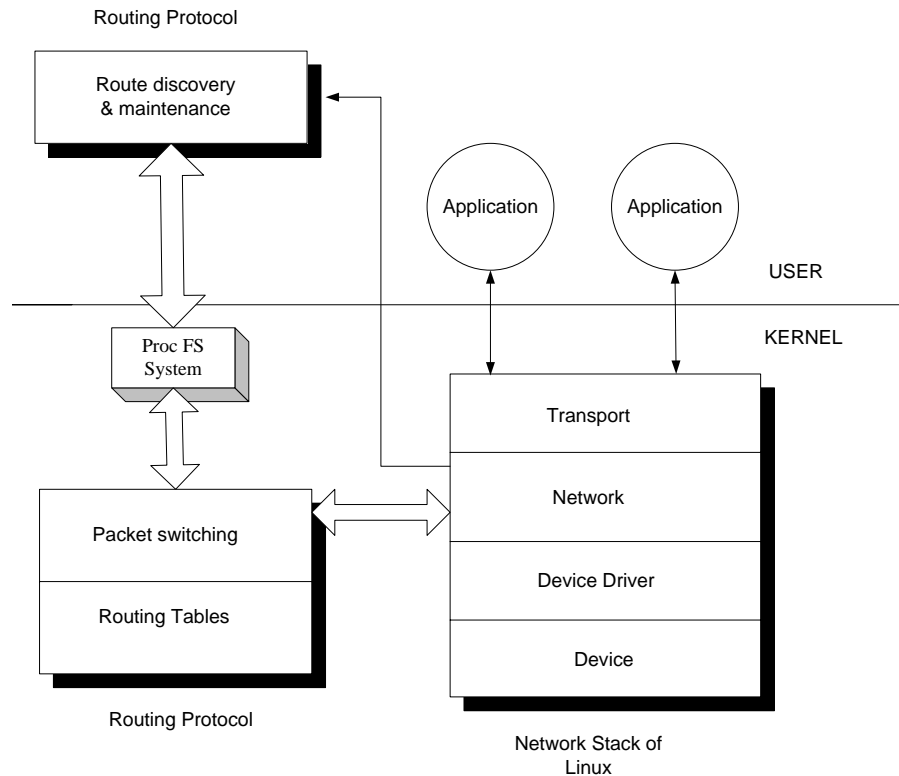 Routing Protocol
Route discovery
& maintenance
Application
Application
USER
KERNEL
Proc FS
System
Transport
Network
Device Driver
Device
Packet switching
Routing Tables
Routing Protocol
Network Stack of
Linux